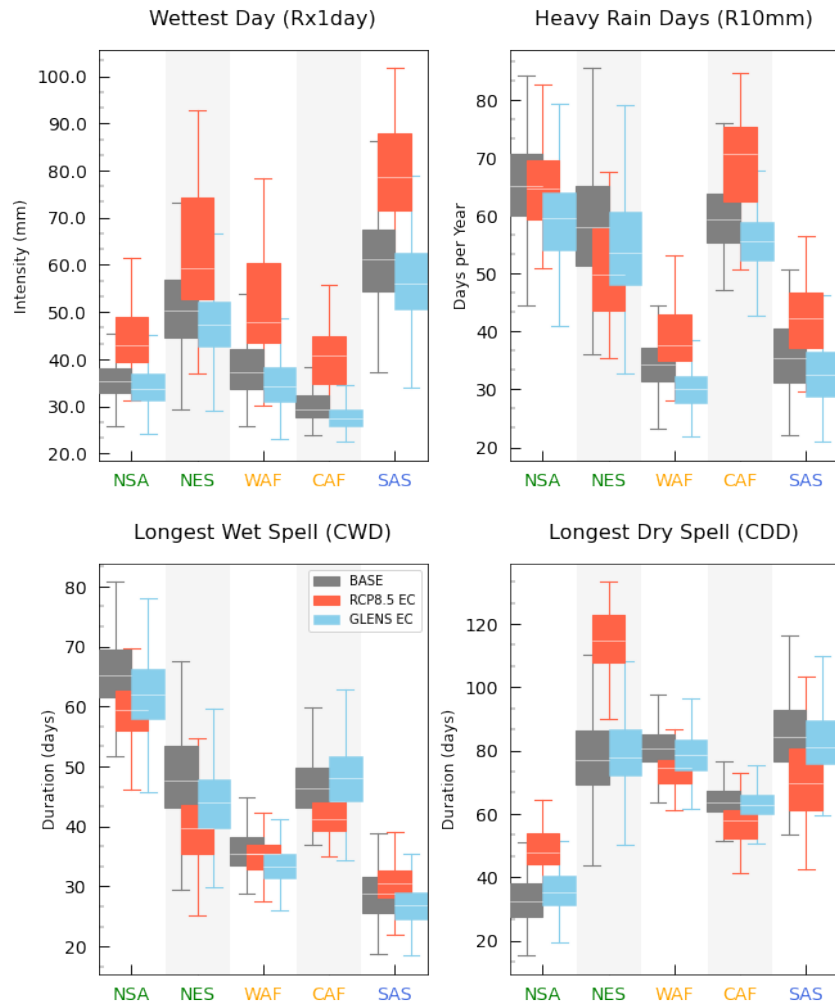 Wettest Day (Rx1day)
Intensity (mm)
100.0
90.0
80.0
70.0
60.0
50.0
40.0
30.0
20.0
NSA NES WAF CAF SAS
Heavy Rain Days (R10mm)
Days per Year
80
70
60
50
40
30
20
NSA NES WAF CAF SAS
Longest Wet Spell (CWD)
Duration (days)
80
70
60
50
40
30
20
BASE
RCP8.5 EC
GLENS EC
NSA NES WAF CAF SAS
Longest Dry Spell (CDD)
Duration (days)
120
100
80
60
40
20
NSA NES WAF CAF SAS